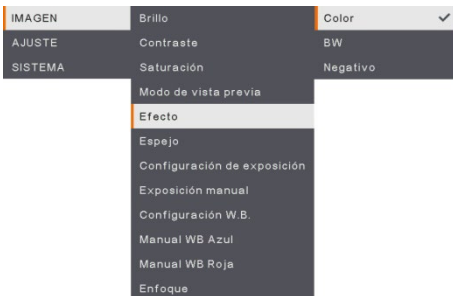 IMAGEN
AJUSTE
SISTEMA
Brillo
Contraste
Saturación
Modo de vista previa
Efecto
Espejo
Configuración de exposición
Exposición manual
Configuración W.B.
Manual WB Azul
Manual WB Roja
Enfoque
Color
BW
Negativo